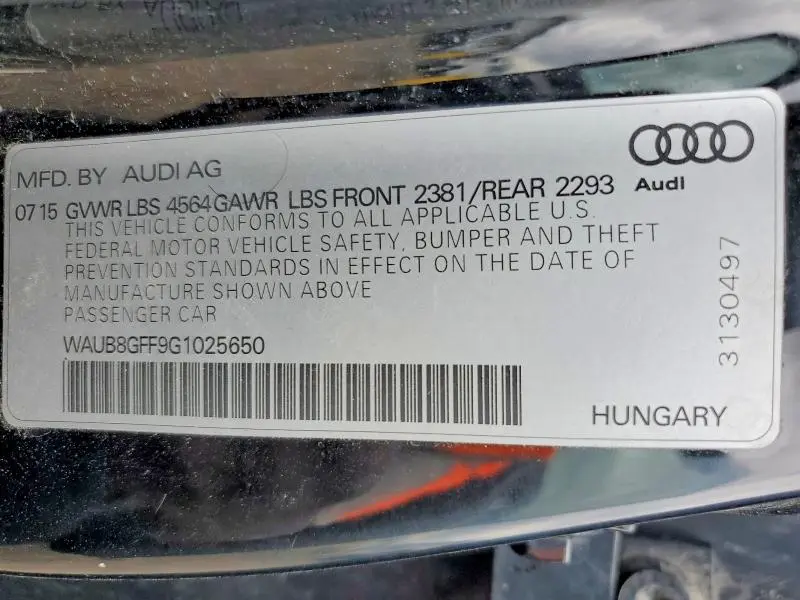 MFD. BY AUDI AG
07 15 GVWR LBS 4564 GAWR LBS FRONT 2381/REAR 2293
Audi
THIS VEHICLE CONFORMS TO ALL APPLICABLE U.S.
FEDERAL MOTOR VEHICLE SAFETY, BUMPER AND THEFT
PREVENTION STANDARDS IN EFFECT ON THE DATE OF
MANUFACTURE SHOWN ABOVE
PASSENGER CAR
WAUB8GFF9G1025650
3130497
HUNGARY